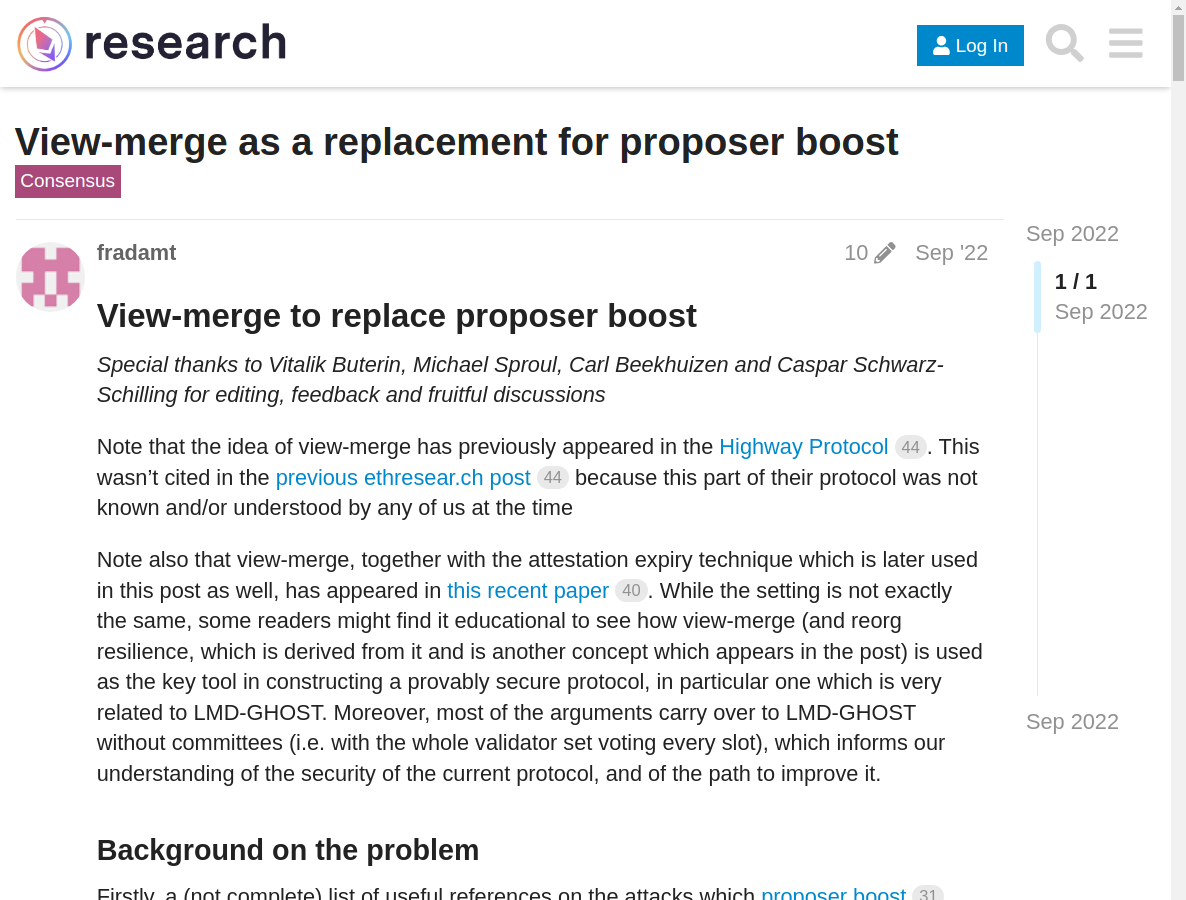 research
Log In
View-merge as a replacement for proposer boost
Consensus
Sep 2022
fradamt
10
Sep '22
1 / 1
Sep 2022
View-merge to replace proposer boost
Special thanks to Vitalik Buterin, Michael Sproul, Carl Beekhuizen and Caspar Schwarz-
Schilling for editing, feedback and fruitful discussions
Note that the idea of view-merge has previously appeared in the Highway Protocol 44. This
wasn’t cited in the previous ethresear.ch post 44 because this part of their protocol was not
known and/or understood by any of us at the time
Note also that view-merge, together with the attestation expiry technique which is later used
in this post as well, has appeared in this recent paper 40. While the setting is not exactly
the same, some readers might find it educational to see how view-merge (and reorg
resilience, which is derived from it and is another concept which appears in the post) is used
as the key tool in constructing a provably secure protocol, in particular one which is very
related to LMD-GHOST. Moreover, most of the arguments carry over to LMD-GHOST
without committees (i.e. with the whole validator set voting every slot), which informs our
understanding of the security of the current protocol, and of the path to improve it.
Sep 2022
Background on the problem
Firstly, a (not complete) list of useful references on the attacks which proposer boost 31